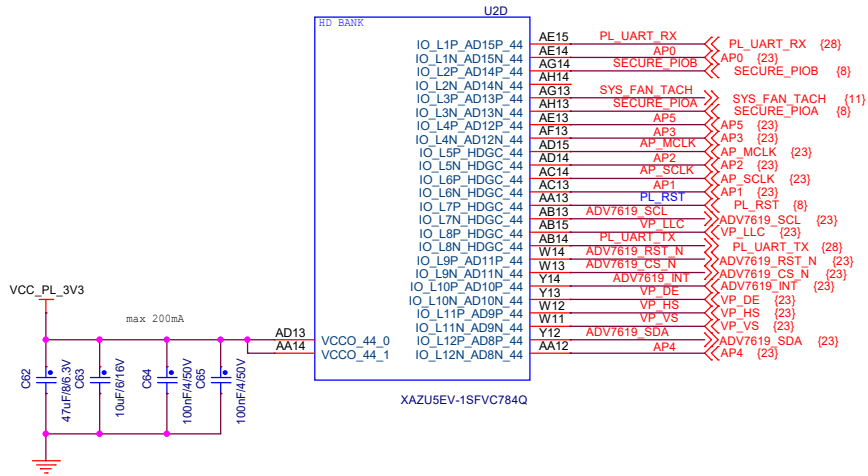 U2D
HD BANK
IO_L1P_AD15P_44 AE15 PL_UART_RX PL_UART_RX {28}
IO_L1N_AD15N_44 AE14 AP0 AP0 {23}
IO_L2P_AD14P_44 AG14 SECURE_PIOB SECURE_PIOB {8}
IO_L2N_AD14N_44 AH14
IO_L3P_AD13P_44 AG13 SYS_FAN_TACH SYS_FAN_TACH {11}
IO_L3N_AD13N_44 AH13 SECURE_PIOA SECURE_PIOA {8}
IO_L4P_AD12P_44 AE13 AP5 AP5 {23}
IO_L4N_AD12N_44 AF13 AP3 AP3 {23}
IO_L5P_HDGC_44 AD15 AP_MCLK AP_MCLK {23}
IO_L5N_HDGC_44 AD14 AP2 AP2 {23}
IO_L6P_HDGC_44 AC14 AP_SCLK AP_SCLK {23}
IO_L6N_HDGC_44 AC13 AP1 AP1 {23}
IO_L7P_HDGC_44 AA13 PL_RST PL_RST {8}
IO_L7N_HDGC_44 AB13 ADV7619_SCL ADV7619_SCL {23}
IO_L8P_HDGC_44 AB15 VP_LLC VP_LLC {23}
IO_L8N_HDGC_44 AB14 PL_UART_TX PL_UART_TX {28}
IO_L9P_AD11P_44 W14 ADV7619_RST_N ADV7619_RST_N {23}
IO_L9N_AD11N_44 W13 ADV7619_CS_N ADV7619_CS_N {23}
IO_L10P_AD10P_44 Y14 ADV7619_INT ADV7619_INT {23}
IO_L10N_AD10N_44 Y13 VP_DE VP_DE {23}
IO_L11P_AD9P_44 W12 VP_HS VP_HS {23}
IO_L11N_AD9N_44 W11 VP_VS VP_VS {23}
IO_L12P_AD8P_44 Y12 ADV7619_SDA ADV7619_SDA {23}
IO_L12N_AD8N_44 AA12 AP4 AP4 {23}
VCC_PL_3V3
max 200mA
AD13 VCCO_44_0
AA14 VCCO_44_1
C62 47uF/8/6.3V
C63 10uF/6/16V
C64 100nF/4/50V
C65 100nF/4/50V
XAZU5EV-1SFVC784Q